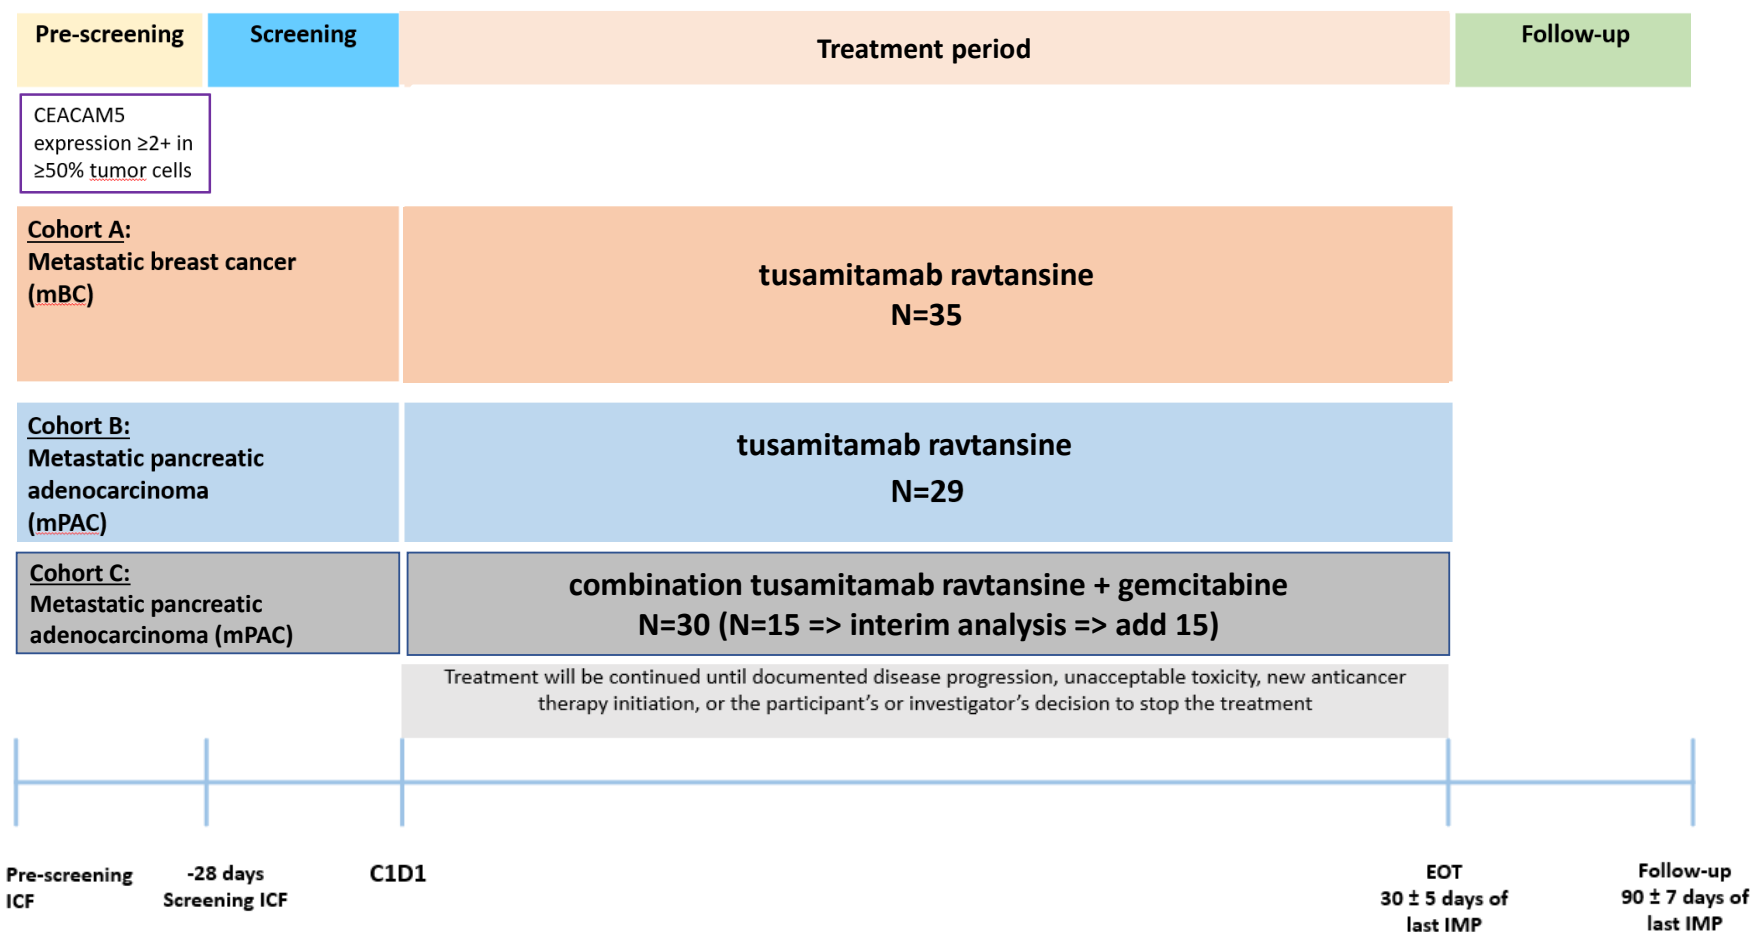 Pre-screening
Screening
Treatment period
Follow-up
CEACAM5
expression ≥2+ in
≥50% tumor cells
Cohort A:
Metastatic breast cancer
(mBC)
tusamitamab ravtansine
N=35
Cohort B:
Metastatic pancreatic
adenocarcinoma
(mPAC)
tusamitamab ravtansine
N=29
Cohort C:
Metastatic pancreatic
adenocarcinoma (mPAC)
combination tusamitamab ravtansine + gemcitabine
N=30 (N=15 => interim analysis => add 15)
Treatment will be continued until documented disease progression, unacceptable toxicity, new anticancer
therapy initiation, or the participant's or investigator's decision to stop the treatment
Pre-screening
ICF
-28 days
Screening ICF
C1D1
EOT
30 ± 5 days of
last IMP
Follow-up
90 ± 7 days of
last IMP